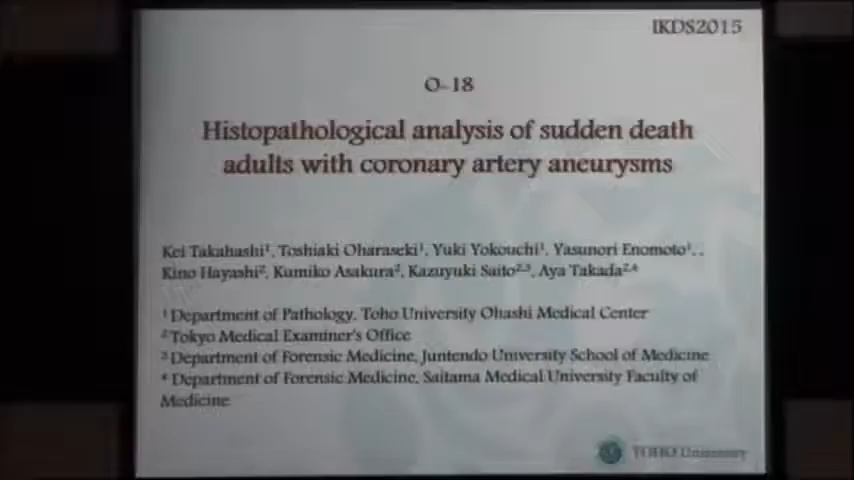 IKDS2015
O-18
Histopathological analysis of sudden death
adults with coronary artery aneurysms
Kei Takahashi¹, Toshiaki Oharaseki¹, Yuki Yokouchi¹, Yasunori Enomoto¹, ,
Kino Hayashi², Kumiko Asakura², Kazuyuki Saito²,³, Aya Takada²,⁴
¹ Department of Pathology, Toho University Ohashi Medical Center
² Tokyo Medical Examiner's Office
³ Department of Forensic Medicine, Juntendo University School of Medicine
⁴ Department of Forensic Medicine, Saitama Medical University Faculty of
Medicine
TOHO University